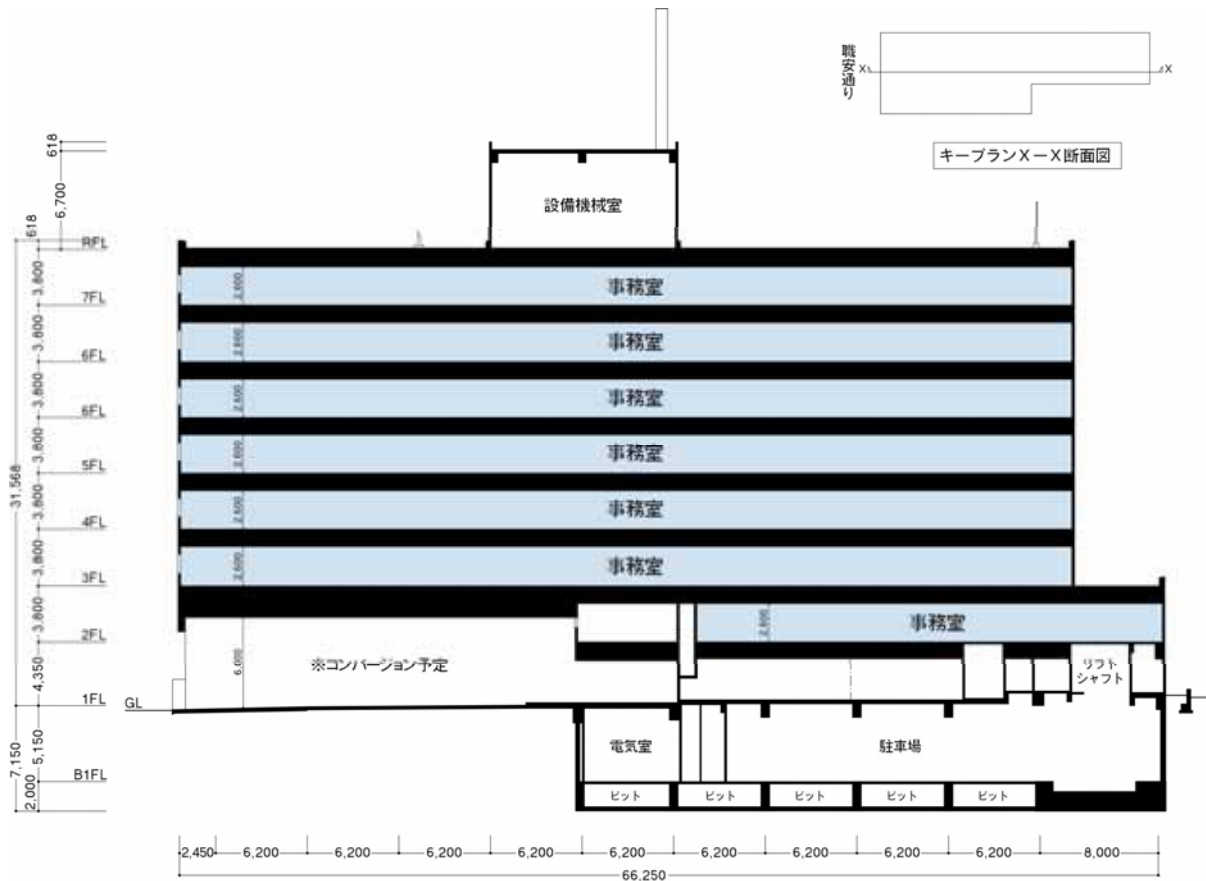 職安通り
X
X
キープランX－X断面図
618
6,700
618
設備機械室
RFL
3,800
事務室
7FL
3,800
事務室
6FL
3,800
2,600
事務室
6FL
3,800
事務室
5FL
31,568
3,800
2,600
事務室
4FL
3,800
2,600
事務室
3FL
3,800
事務室
2FL
4,350
6,000
※コンバージョン予定
リフト
シャフト
1FL
GL
7,150
5,150
電気室
駐車場
B1FL
2,000
ピット
ピット
ピット
ピット
ピット
2,450
6,200
6,200
6,200
6,200
6,200
6,200
6,200
6,200
6,200
8,000
66,250